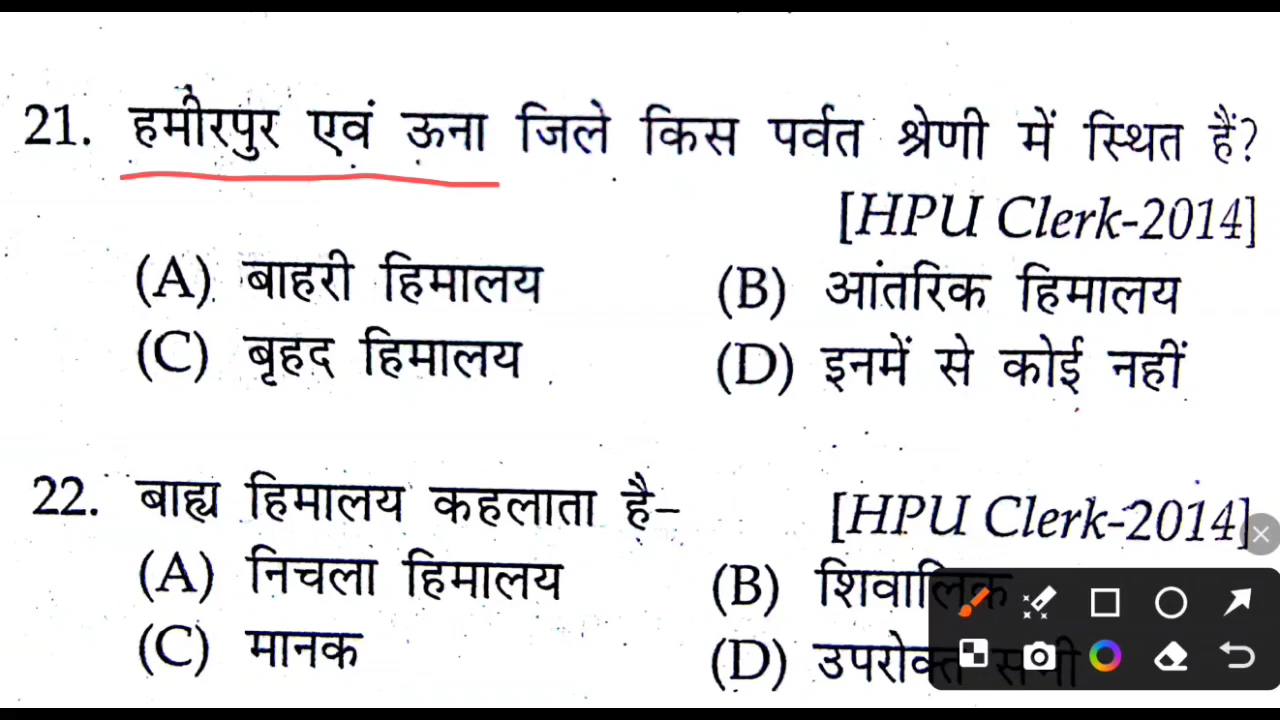 21. हमीरपुर एवं ऊना जिले किस पर्वत श्रेणी में स्थित हैं?
[HPU Clerk-2014]
(A) बाहरी हिमालय (B) आंतरिक हिमालय
(C) बृहद हिमालय (D) इनमें से कोई नहीं
22. बाह्य हिमालय कहलाता है– [HPU Clerk-2014]
(A) निचला हिमालय (B) शिवालिक
(C) मानक (D) उपरोक्त सभी